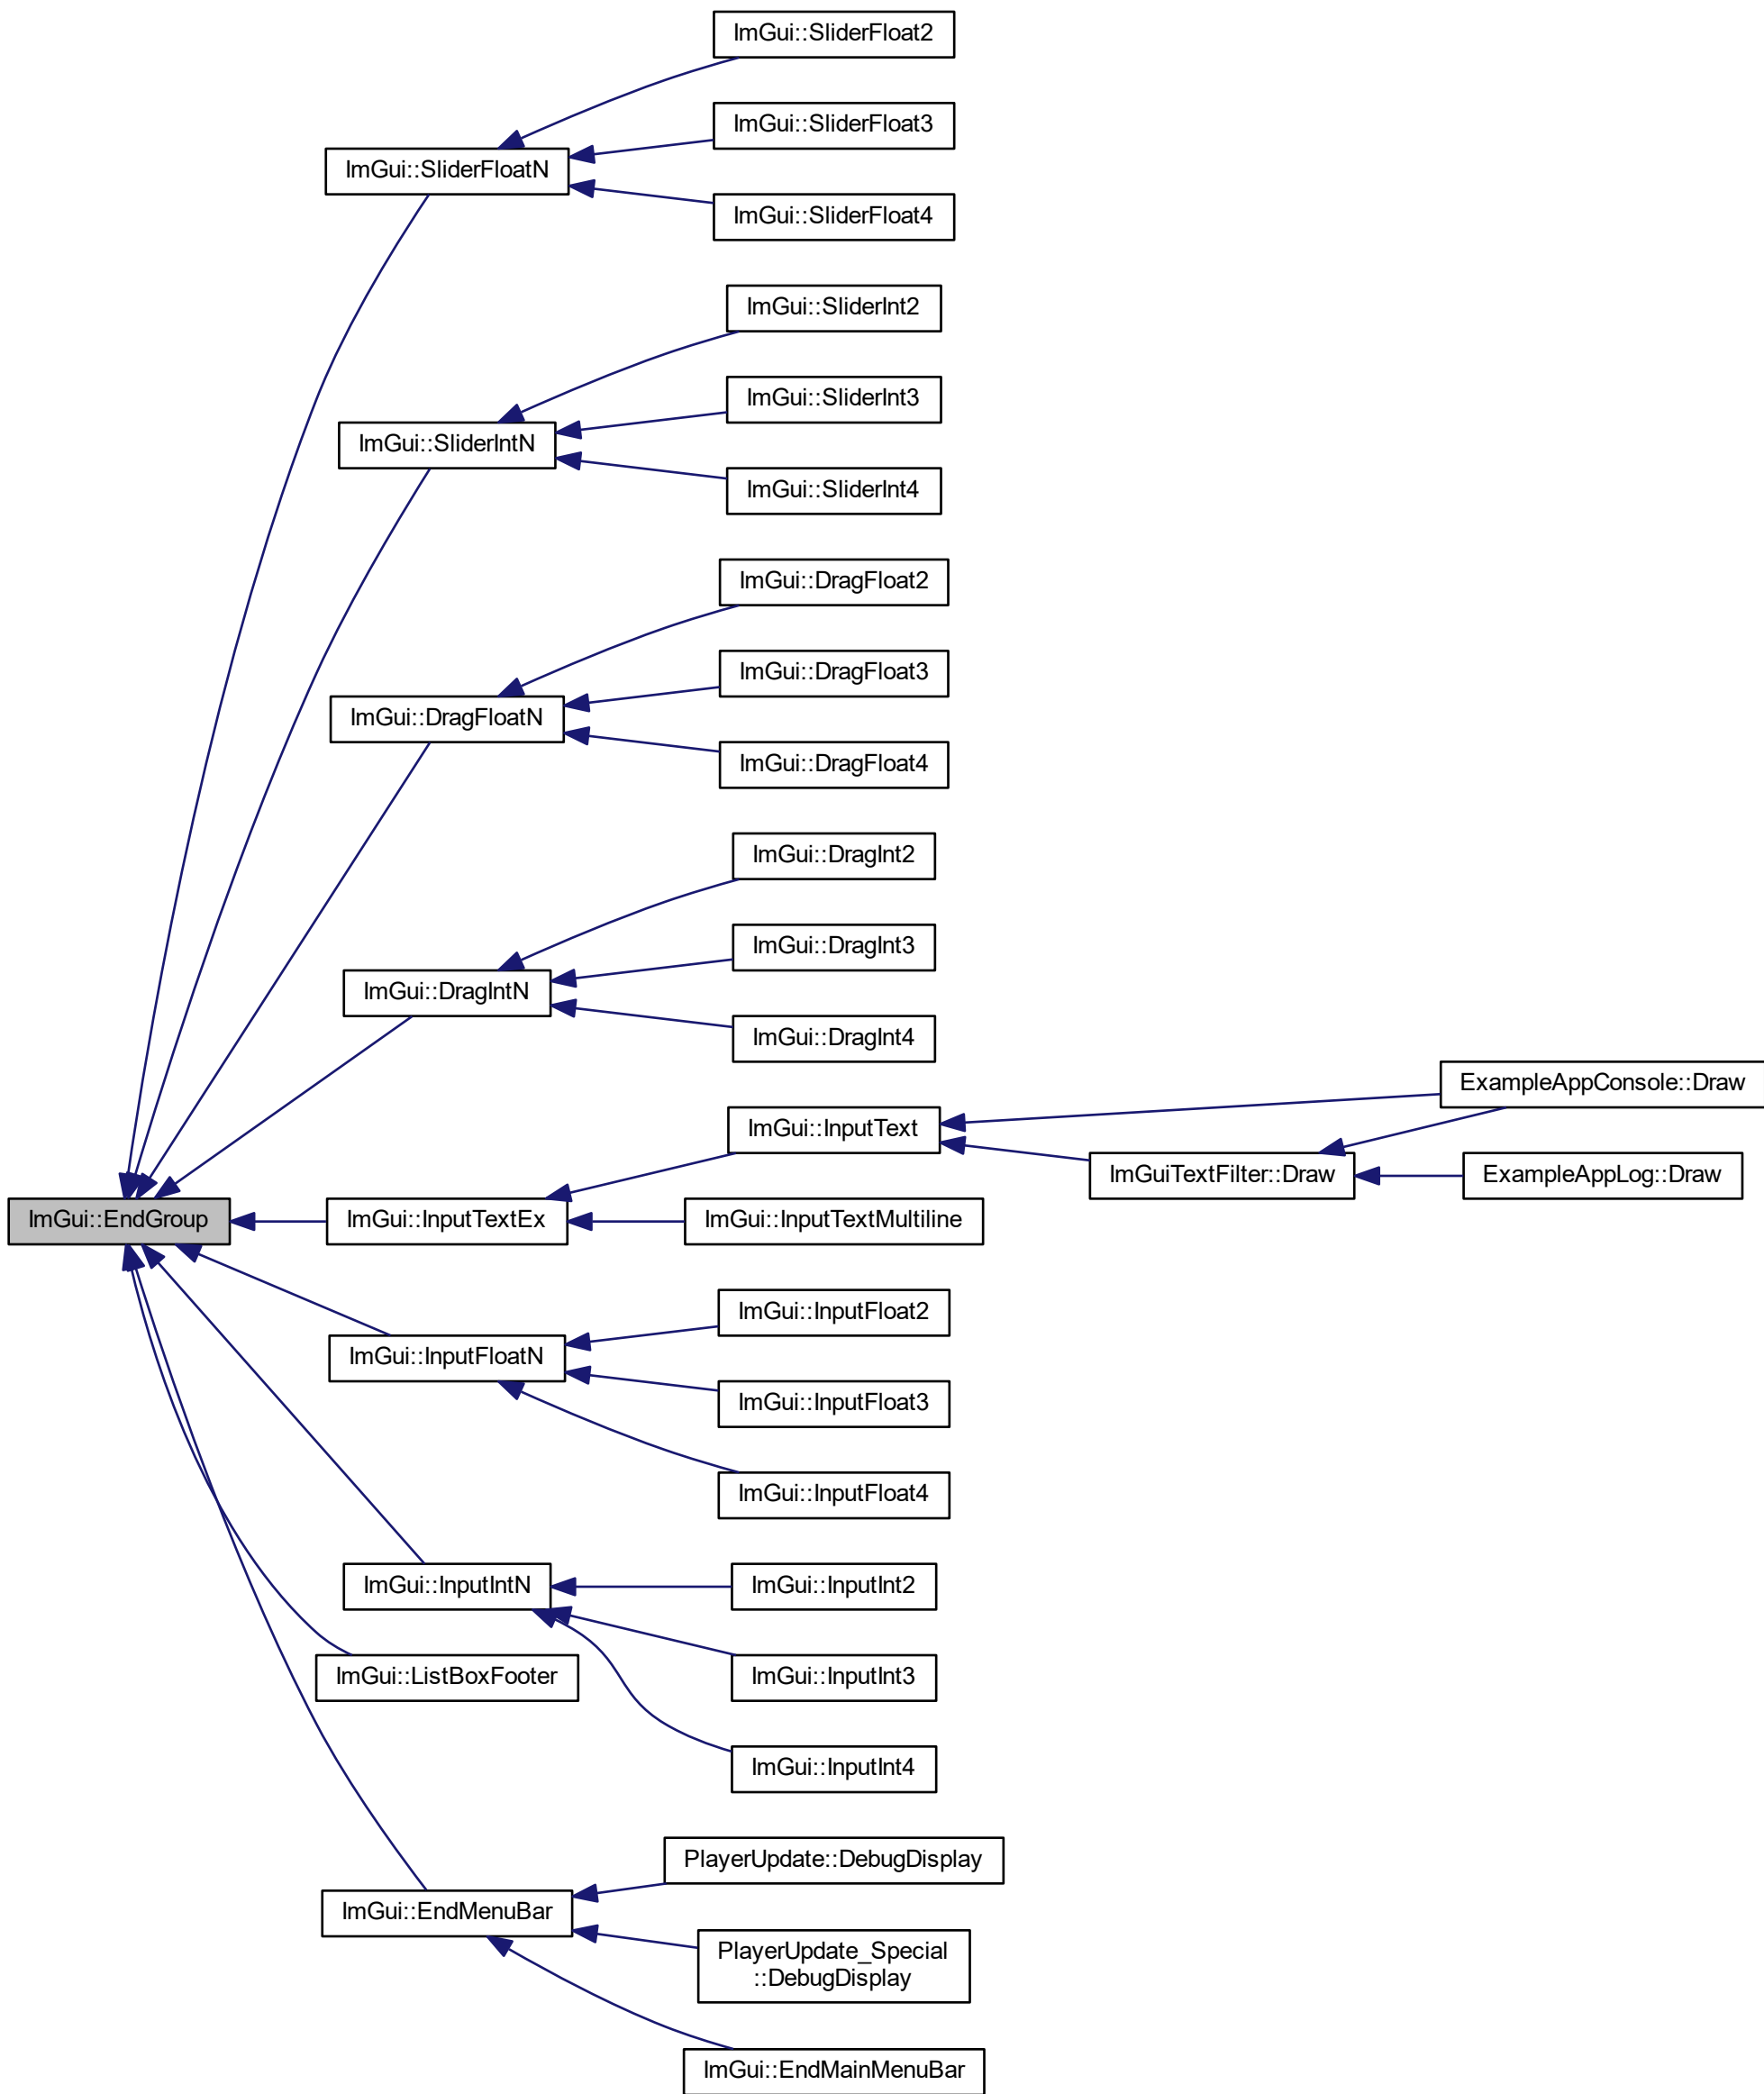 ImGui::SliderFloat2
ImGui::SliderFloat3
ImGui::SliderFloatN
ImGui::SliderFloat4
ImGui::SliderInt2
ImGui::SliderInt3
ImGui::SliderIntN
ImGui::SliderInt4
ImGui::DragFloat2
ImGui::DragFloat3
ImGui::DragFloatN
ImGui::DragFloat4
ImGui::DragInt2
ImGui::DragInt3
ImGui::DragIntN
ImGui::DragInt4
ExampleAppConsole::Draw
ImGui::InputText
ImGuiTextFilter::Draw
ExampleAppLog::Draw
ImGui::EndGroup
ImGui::InputTextEx
ImGui::InputTextMultiline
ImGui::InputFloat2
ImGui::InputFloatN
ImGui::InputFloat3
ImGui::InputFloat4
ImGui::InputIntN
ImGui::InputInt2
ImGui::InputInt3
ImGui::ListBoxFooter
ImGui::InputInt4
PlayerUpdate::DebugDisplay
ImGui::EndMenuBar
PlayerUpdate_Special
::DebugDisplay
ImGui::EndMainMenuBar